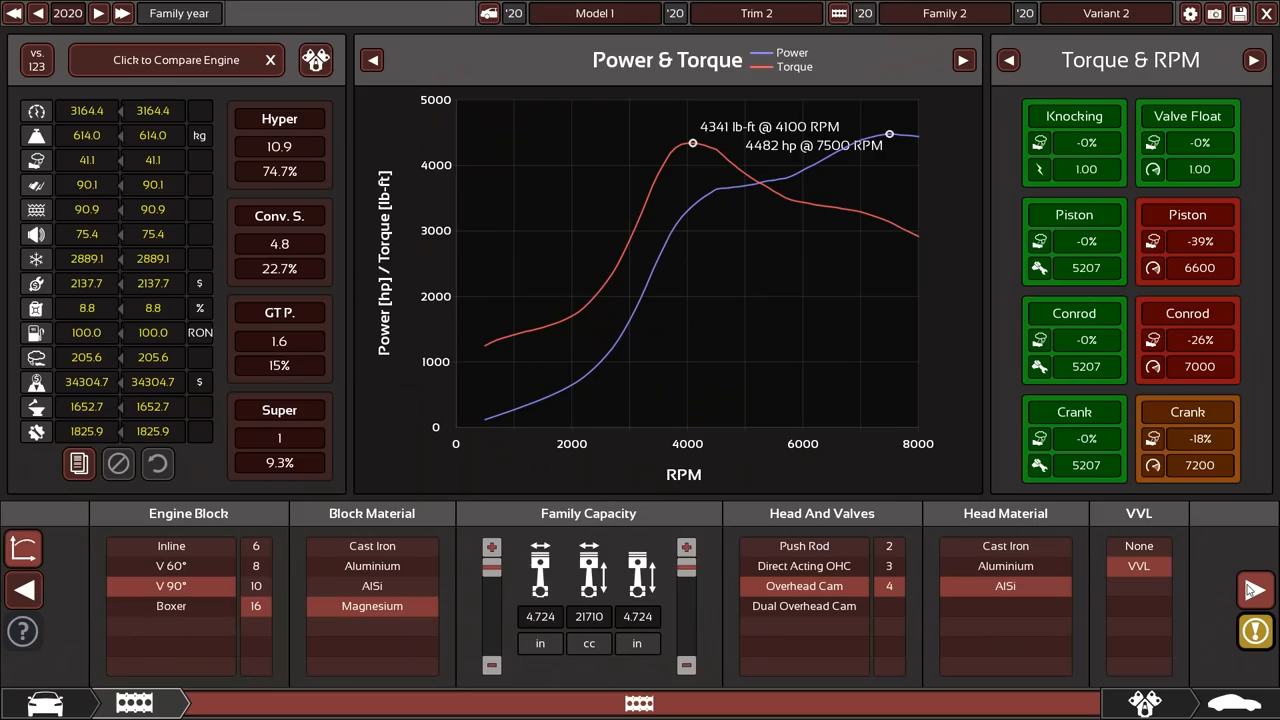 2020 Family year '20 Model 1 '20 Trim 2 '20 Family 2 '20 Variant 2
vs. 123 Click to Compare Engine X
3164.4 3164.4
614.0 614.0 kg
41.1 41.1
90.1 90.1
90.9 90.9
75.4 75.4
2889.1 2889.1
2137.7 2137.7 $
8.8 8.8 %
100.0 100.0 RON
205.6 205.6
34304.7 34304.7 $
1652.7 1652.7
1825.9 1825.9
Hyper
10.9
74.7%
Conv. S.
4.8
22.7%
GT P.
1.6
15%
Super
1
9.3%
Power & Torque
Power
Torque
5000
4000
3000
2000
1000
0
Power [hp] / Torque [lb-ft]
4341 lb-ft @ 4100 RPM
4482 hp @ 7500 RPM
0 2000 4000 6000 8000
RPM
Torque & RPM
Knocking Valve Float
-0% -0%
1.00 1.00
Piston Piston
-0% -39%
5207 6600
Conrod Conrod
-0% -26%
5207 7000
Crank Crank
-0% -18%
5207 7200
Engine Block
Inline 6
V 60° 8
V 90° 10
Boxer 16
Block Material
Cast Iron
Aluminium
AlSi
Magnesium
Family Capacity
4.724 21710 4.724
in cc in
Head And Valves
Push Rod 2
Direct Acting OHC 3
Overhead Cam 4
Dual Overhead Cam
Head Material
Cast Iron
Aluminium
AlSi
VVL
None
VVL
?